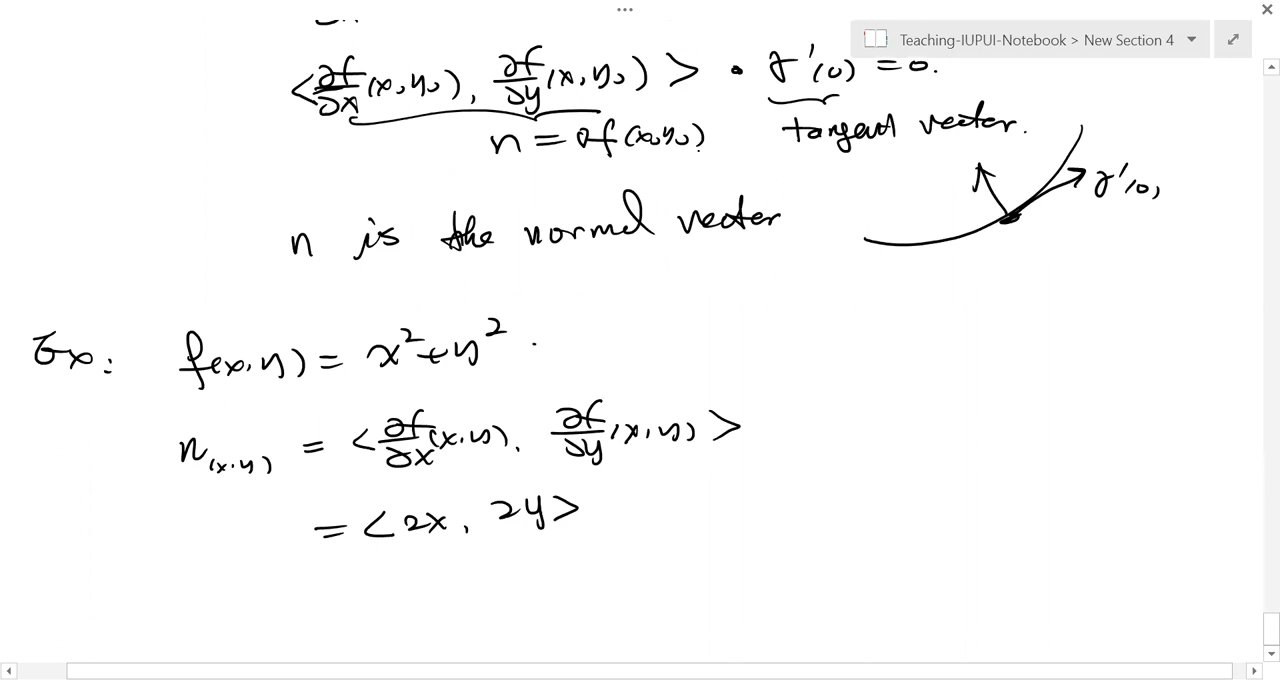 Teaching-IUPUI-Notebook > New Section 4
<∂f/∂x(x₀,y₀), ∂f/∂y(x₀,y₀)> · γ'(0) = 0.
n = ∂f(x₀,y₀) tangent vector.
γ'(0)
n is the normal vector
Ex: f(x,y) = x²+y².
n(x,y) = <∂f/∂x(x,y), ∂f/∂y(x,y)>
= <2x, 2y>